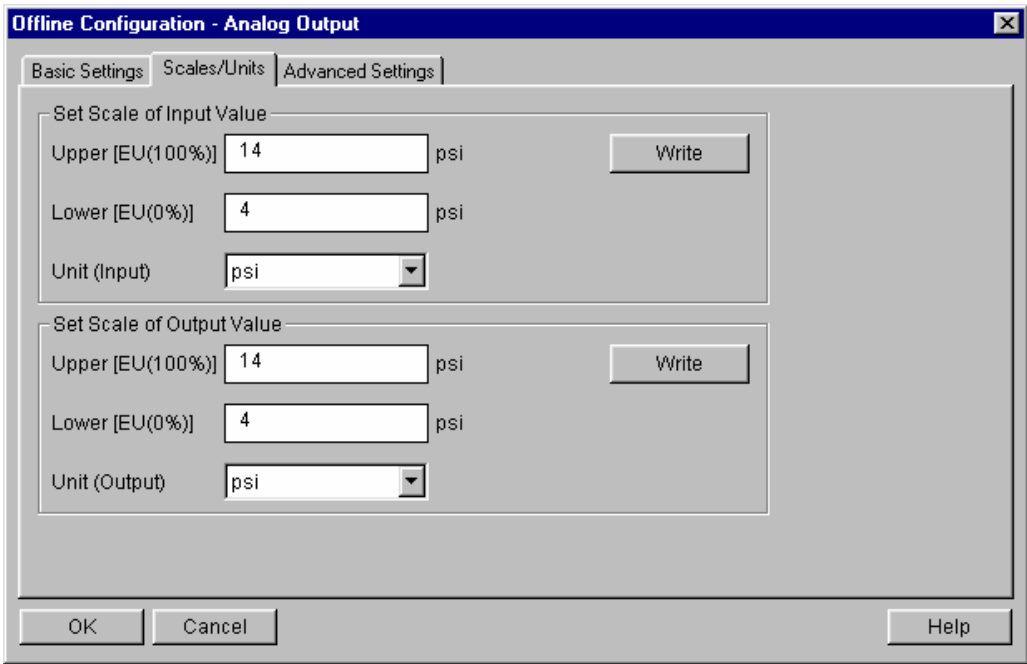 Offline Configuration - Analog Output
Basic Settings Scales/Units Advanced Settings
Set Scale of Input Value
Upper [EU(100%)] 14 psi Write
Lower [EU(0%)] 4 psi
Unit (Input) psi
Set Scale of Output Value
Upper [EU(100%)] 14 psi Write
Lower [EU(0%)] 4 psi
Unit (Output) psi
OK Cancel Help